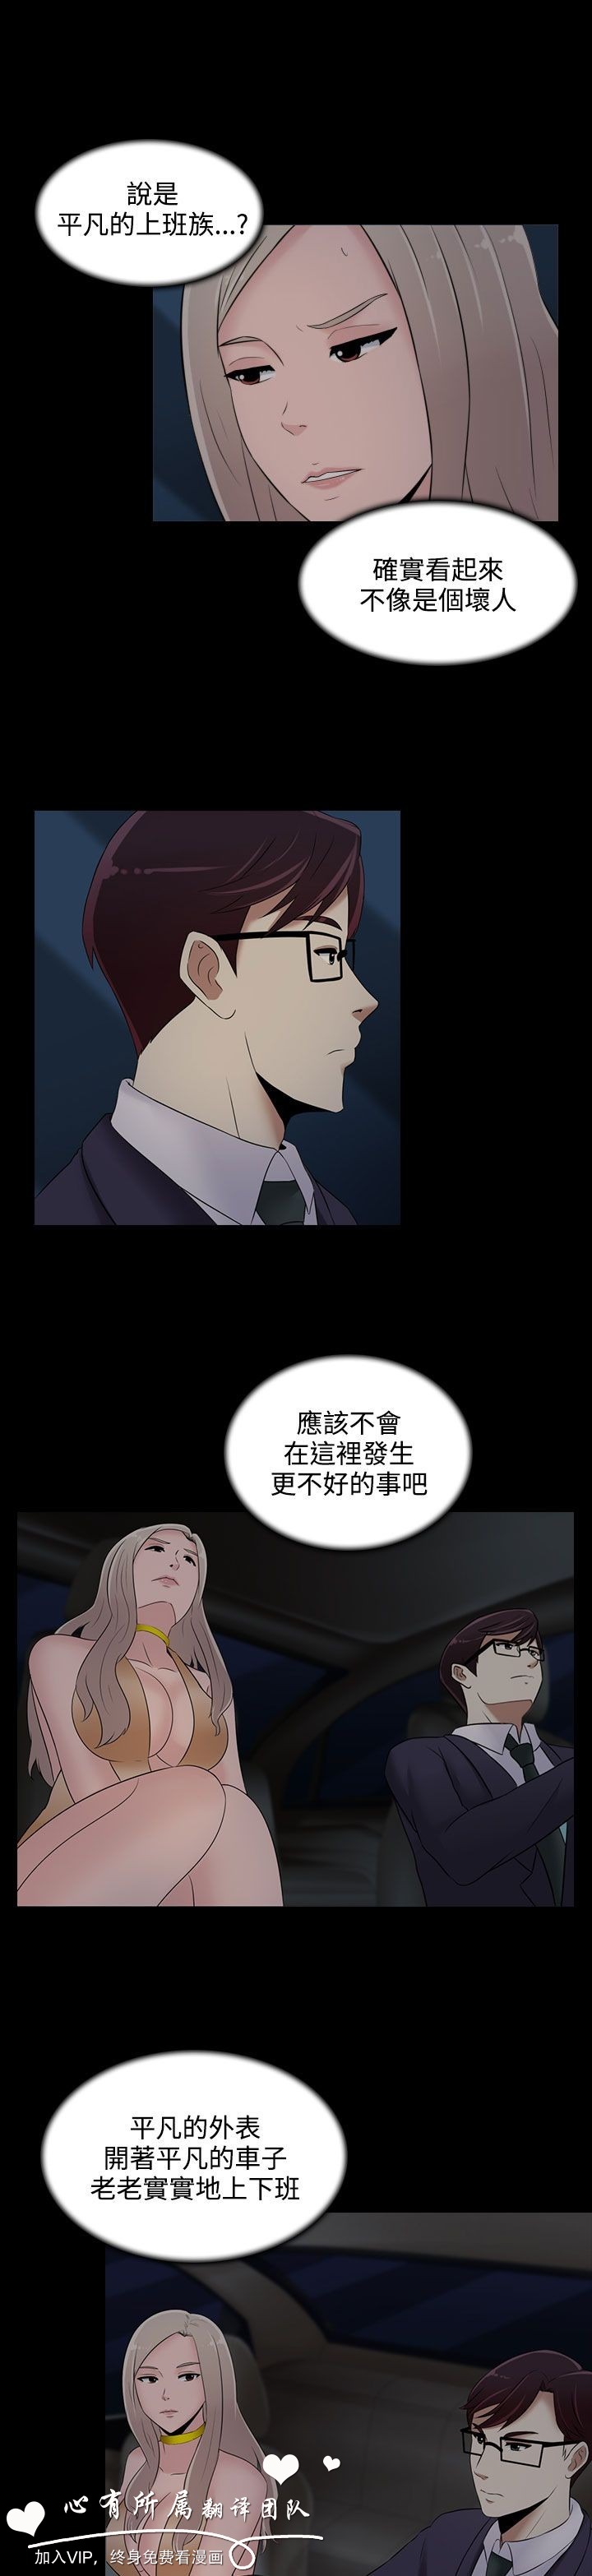 說是
平凡的上班族...?
確實看起來
不像是個壞人
應該不會
在這裡發生
更不好的事吧
平凡的外表
開著平凡的車子
老老實實地上下班
心有所属翻译团队
加入VIP，终身免费看漫画